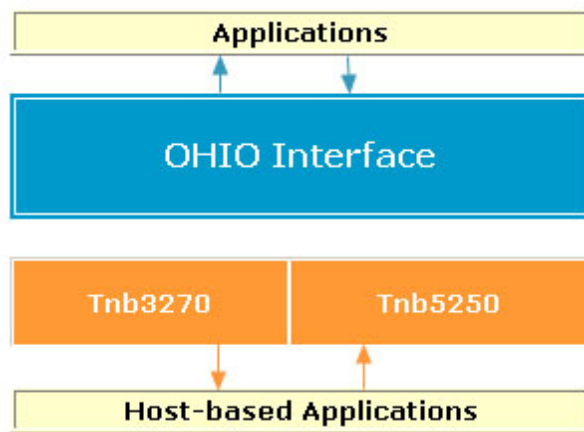 Applications
OHIO Interface
Tnb3270 Tnb5250
Host-based Applications